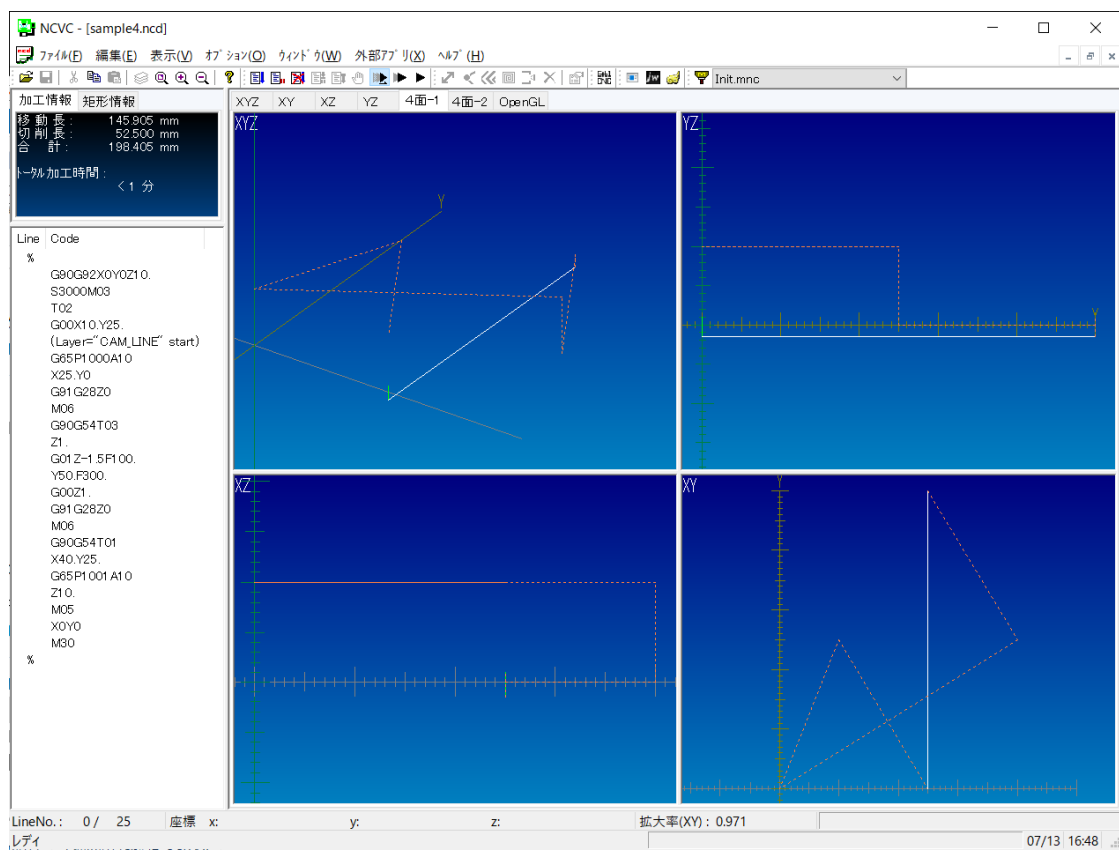 NCVC - [sample4.ncd]
ファイル(F) 編集(E) 表示(V) オプション(O) ウィンドウ(W) 外部アプリ(X) ヘルプ(H)
Init.mnc
加工情報 矩形情報
XYZ XY XZ YZ 4面-1 4面-2 OpenGL
移動長: 145.905 mm
切削長: 52.500 mm
合 計: 198.405 mm
トータル加工時間:
<1 分
Line Code
%
G90G92X0Y0Z10.
S3000M03
T02
G00X10.Y25.
(Layer="CAM_LINE" start)
G65P1000A10
X25.Y0
G91G28Z0
M06
G90G54T03
Z1.
G01Z-1.5F100.
Y50.F300.
G00Z1.
G91G28Z0
M06
G90G54T01
X40.Y25.
G65P1001A10
Z10.
M05
X0Y0
M30
%
XYZ
Y
YZ
Y
XZ
XY
Y
LineNo.: 0/ 25 座標 x: y: z: 拡大率(XY): 0.971
レディ 07/13 16:48